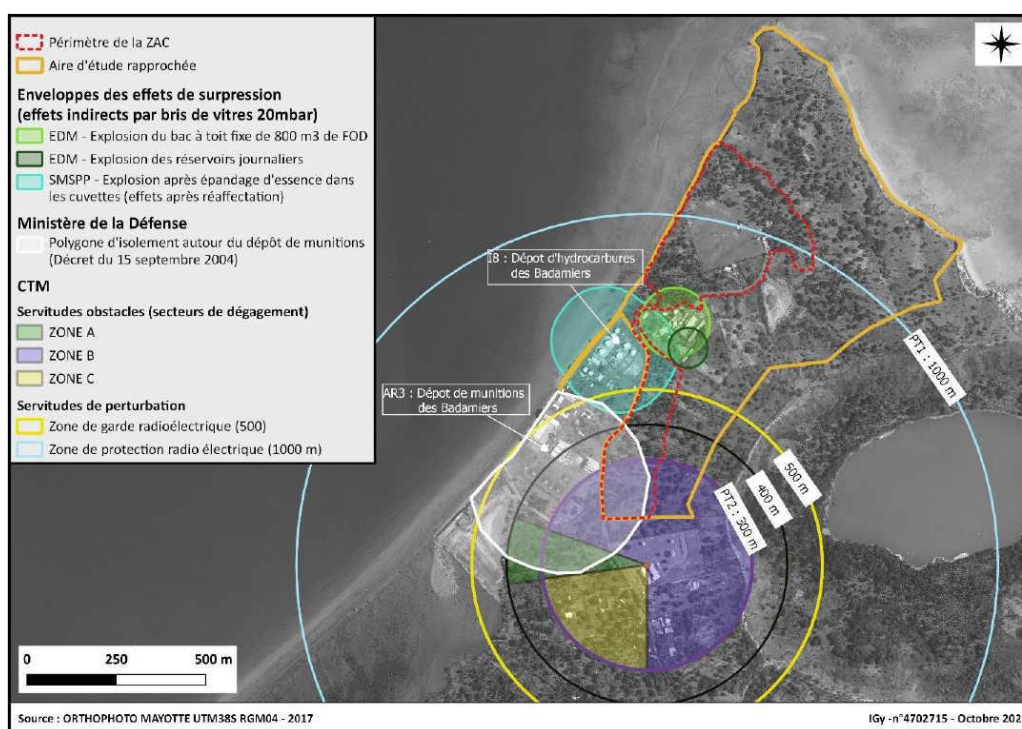 Périmètre de la ZAC
Aire d'étude rapprochée
Enveloppes des effets de surpression
(effets indirects par bris de vitres 20mbar)
EDM - Explosion du bac à toit fixe de 800 m3 de FOD
EDM - Explosion des réservoirs journaliers
SMSPP - Explosion après épandage d'essence dans
les cuvettes (effets après réaffectation)
Ministère de la Défense
Polygone d'isolement autour du dépôt de munitions
(Décret du 15 septembre 2004)
CTM
Servitudes obstacles (secteurs de dégagement)
ZONE A
ZONE B
ZONE C
Servitudes de perturbation
Zone de garde radioélectrique (500)
Zone de protection radio électrique (1000 m)
I8 : Dépot d'hydrocarbures
des Badamiers
AR3 : Dépot de munitions
des Badamiers
PT1 : 1000 m
500 m
400 m
PT2 : 300 m
0 250 500 m
Source : ORTHOPHOTO MAYOTTE UTM38S RGM04 - 2017
IGy -n°4702715 - Octobre 202